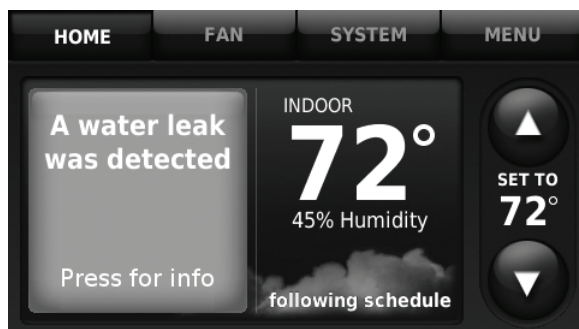 HOME FAN SYSTEM MENU
A water leak
was detected
Press for info
INDOOR
72°
45% Humidity
following schedule
SET TO
72°